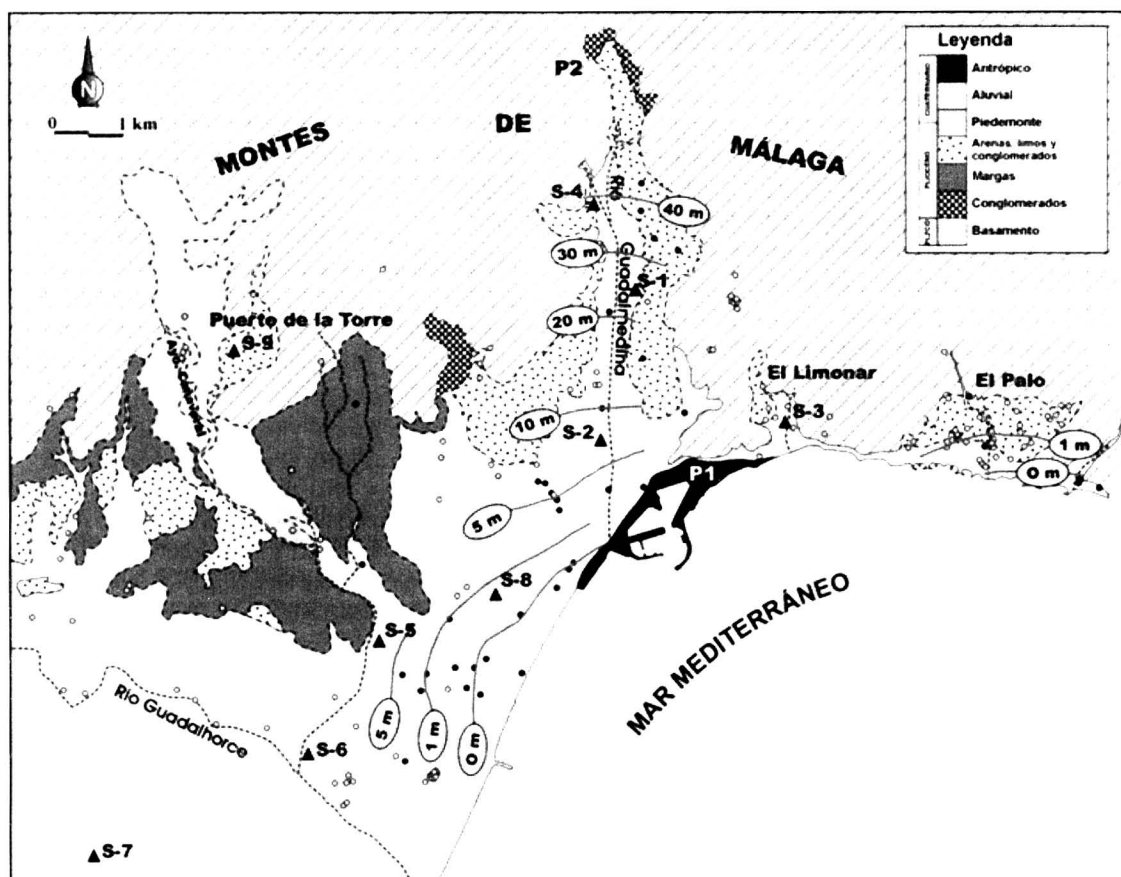 Leyenda
Antrópico
Aluvial
Piedemonte
Arenas, limos y
conglomerados
Margas
Conglomerados
Basamento
CUATERNARIO
PLIOCENO
N
0 1 km
P2
MONTES DE MÁLAGA
S-4
Río Guadalmedina
40 m
30 m
S-1
20 m
Puerto de la Torre
S-9
El Limonar
El Palo
S-3
10 m
S-2
1 m
0 m
P1
5 m
S-8
S-5
MAR MEDITERRÁNEO
Río Guadalhorce
5 m
1 m
0 m
S-6
S-7